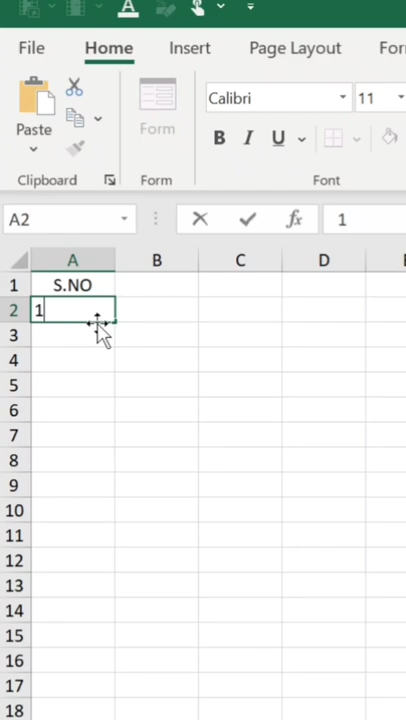 A
File Home Insert Page Layout For
Paste
Form
Calibri 11
B I U
Clipboard Form Font
A2 fx 1
A B C D E
1 S.NO
2 1
3
4
5
6
7
8
9
10
11
12
13
14
15
16
17
18